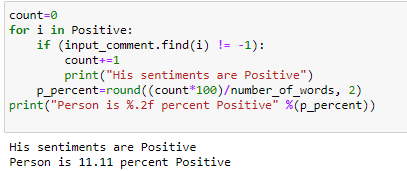 count=0
for i in Positive:
    if (input_comment.find(i) != -1):
        count+=1
        print("His sentiments are Positive")
    p_percent=round((count*100)/number_of_words, 2)
print("Person is %.2f percent Positive" %(p_percent))
His sentiments are Positive
Person is 11.11 percent Positive